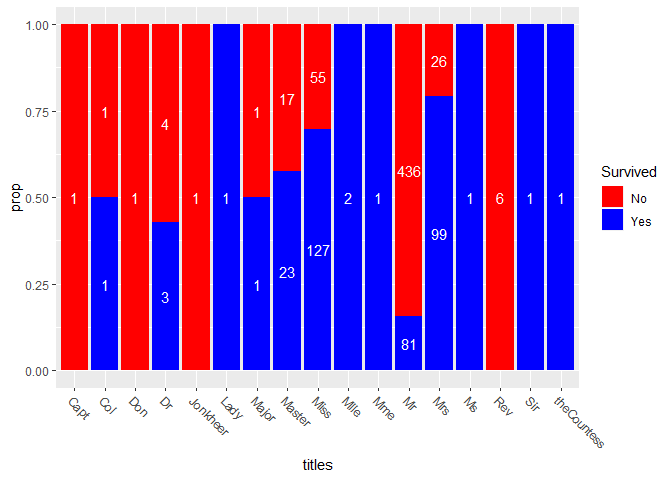 1.00
0.75
0.50
0.25
0.00
prop
1
1
1
1
4
3
1
1
1
1
17
23
55
127
2
1
436
81
26
99
1
6
1
1
Capt
Col
Don
Dr
Jonkheer
Lady
Major
Master
Miss
Mlle
Mme
Mr
Mrs
Ms
Rev
Sir
theCountess
titles
Survived
No
Yes